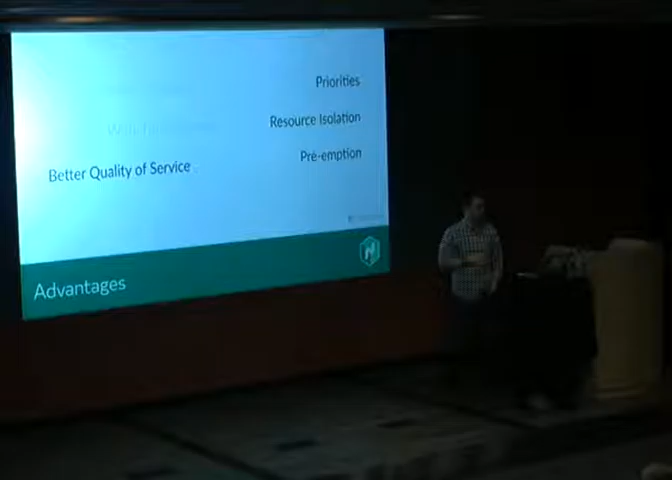 Priorities
Resource Isolation
Pre-emption
Better Quality of Service
Advantages